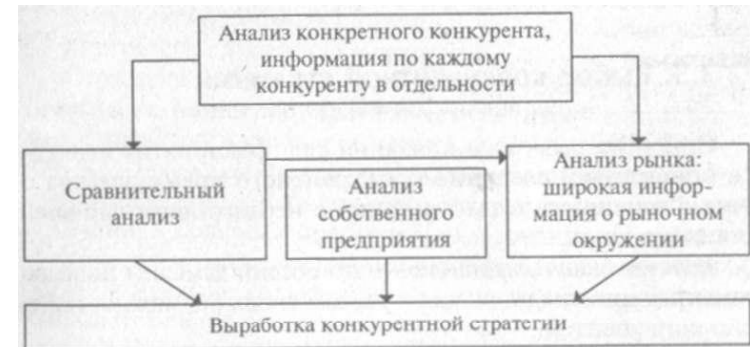 Анализ конкретного конкурента,
информация по каждому
конкуренту в отдельности
Сравнительный
анализ
Анализ
собственного
предприятия
Анализ рынка:
широкая инфор-
мация о рыночном
окружении
Выработка конкурентной стратегии